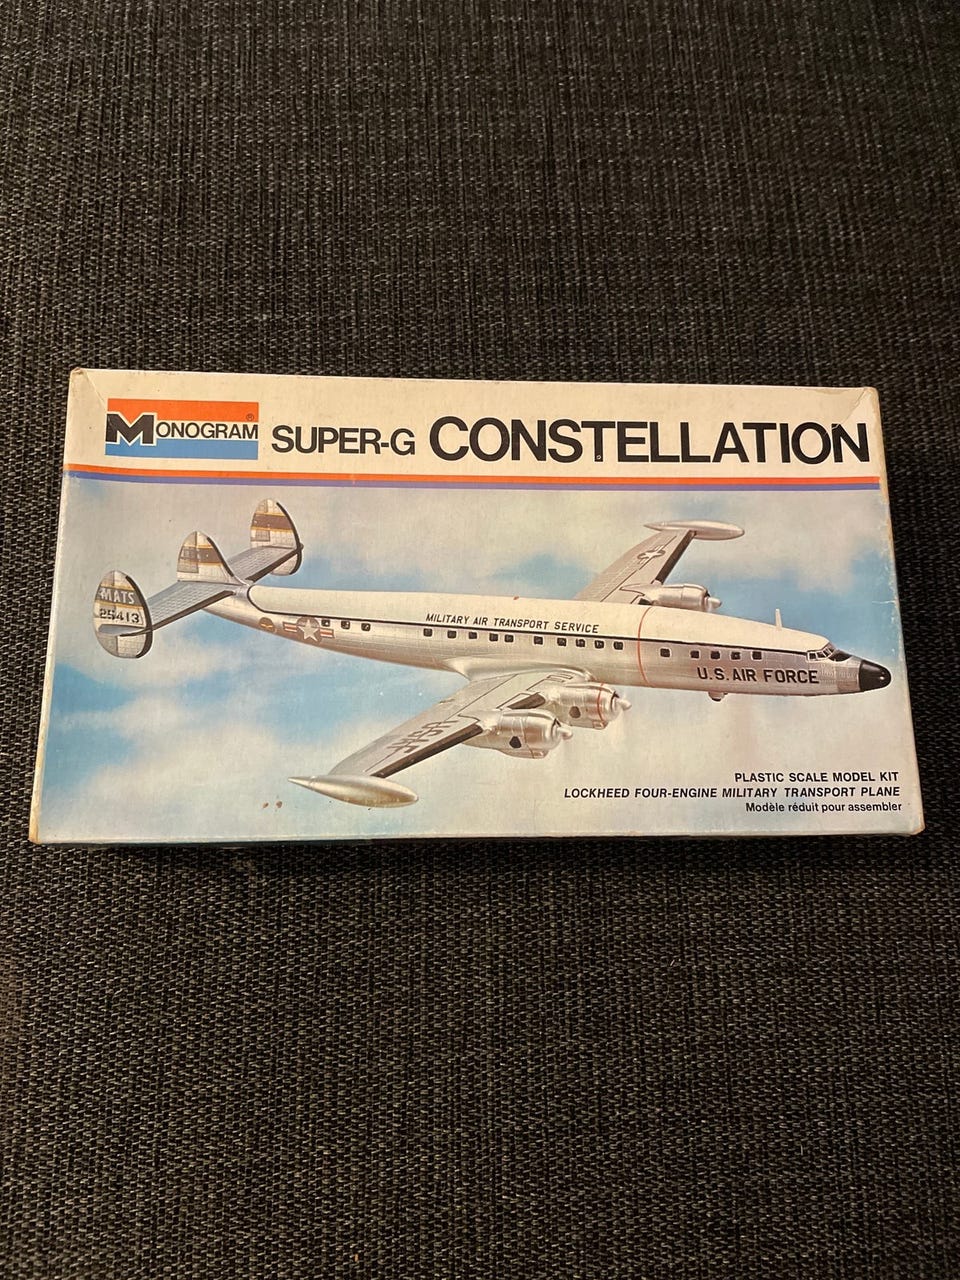 MONOGRAM®
SUPER-G CONSTELLATION
MATS
25413
MILITARY AIR TRANSPORT SERVICE
U.S. AIR FORCE
USAF
PLASTIC SCALE MODEL KIT
LOCKHEED FOUR-ENGINE MILITARY TRANSPORT PLANE
Modèle réduit pour assembler